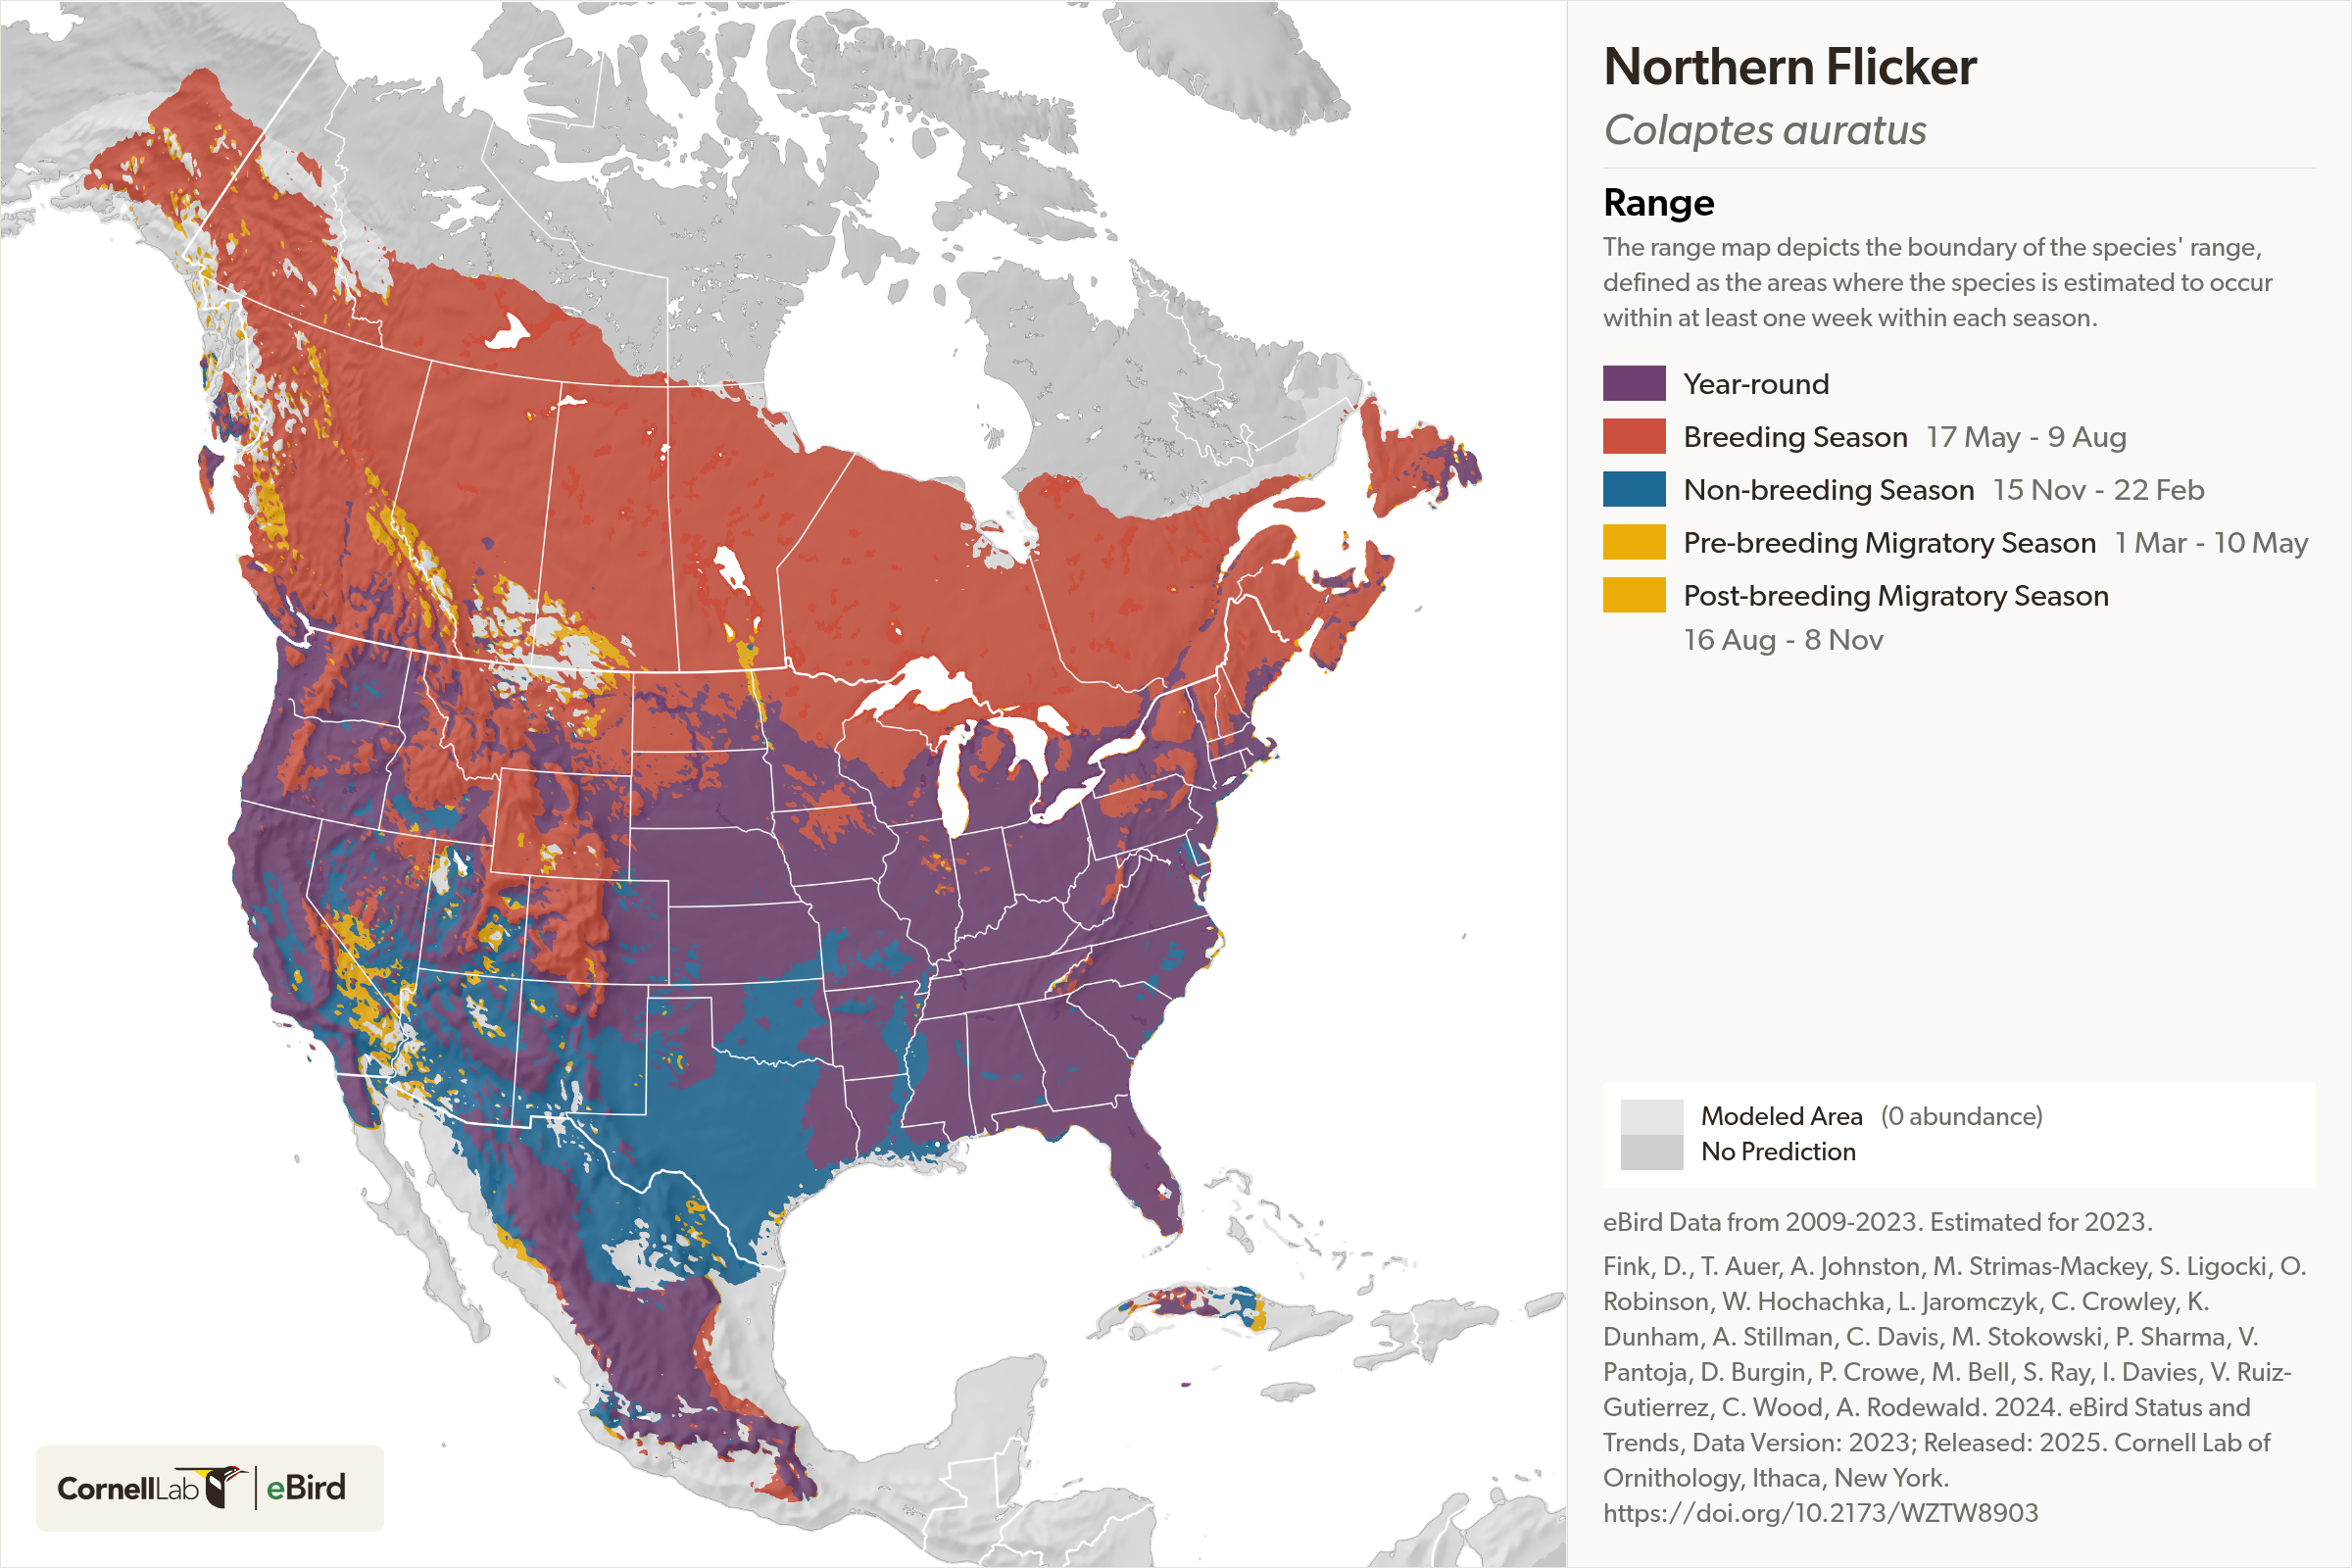 Northern Flicker
Colaptes auratus
Range
The range map depicts the boundary of the species' range,
defined as the areas where the species is estimated to occur
within at least one week within each season.
Year-round
Breeding Season 17 May - 9 Aug
Non-breeding Season 15 Nov - 22 Feb
Pre-breeding Migratory Season 1 Mar - 10 May
Post-breeding Migratory Season
16 Aug - 8 Nov
Modeled Area (0 abundance)
No Prediction
eBird Data from 2009-2023. Estimated for 2023.
Fink, D., T. Auer, A. Johnston, M. Strimas-Mackey, S. Ligocki, O.
Robinson, W. Hochachka, L. Jaromczyk, C. Crowley, K.
Dunham, A. Stillman, C. Davis, M. Stokowski, P. Sharma, V.
Pantoja, D. Burgin, P. Crowe, M. Bell, S. Ray, I. Davies, V. Ruiz-
Gutierrez, C. Wood, A. Rodewald. 2024. eBird Status and
Trends, Data Version: 2023; Released: 2025. Cornell Lab of
Ornithology, Ithaca, New York.
https://doi.org/10.2173/WZTW8903
CornellLab eBird